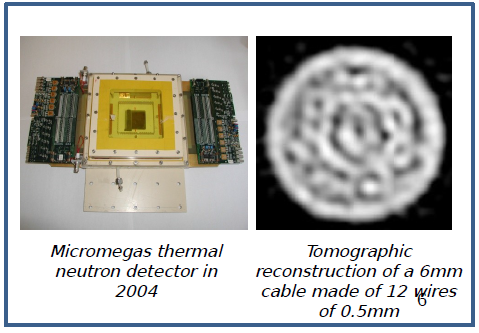 Micromegas thermal
neutron detector in
2004
Tomographic
reconstruction of a 6mm
cable made of 12 wires
of 0.5mm
6